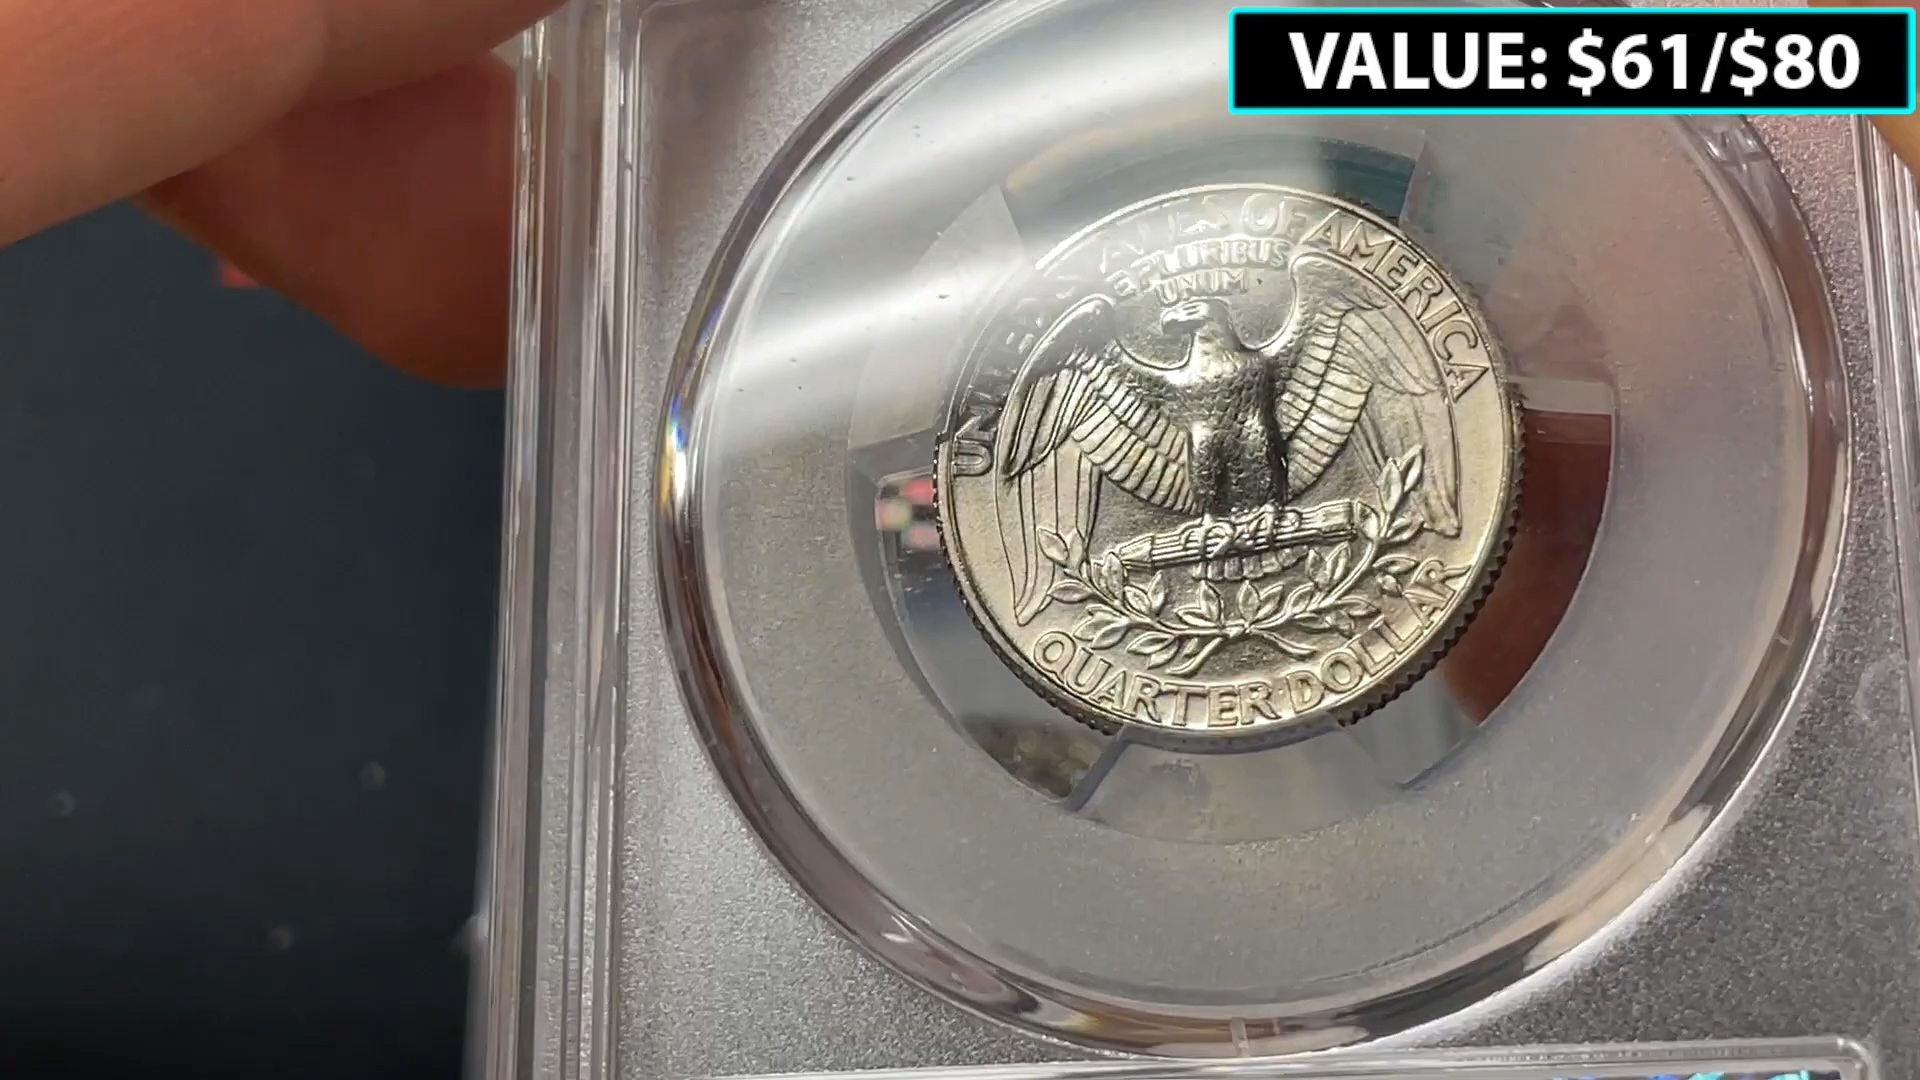 VALUE: $61/$80
UNITED STATES OF AMERICA
E PLURIBUS
UNUM
QUARTER DOLLAR